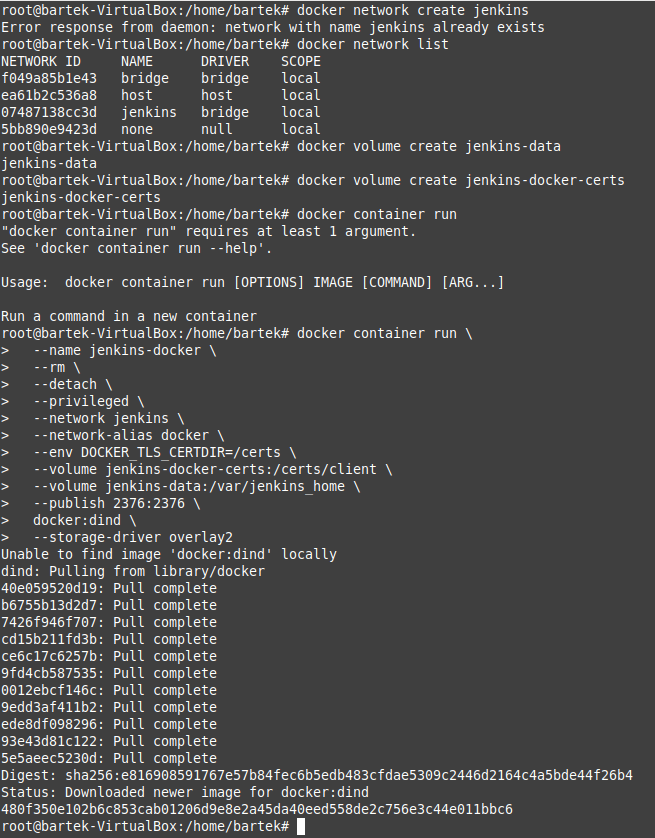 root@bartek-VirtualBox:/home/bartek# docker network create jenkins
Error response from daemon: network with name jenkins already exists
root@bartek-VirtualBox:/home/bartek# docker network list
NETWORK ID     NAME      DRIVER    SCOPE
f049a85b1e43   bridge    bridge    local
ea61b2c536a8   host      host      local
07487138cc3d   jenkins   bridge    local
5bb890e9423d   none      null      local
root@bartek-VirtualBox:/home/bartek# docker volume create jenkins-data
jenkins-data
root@bartek-VirtualBox:/home/bartek# docker volume create jenkins-docker-certs
jenkins-docker-certs
root@bartek-VirtualBox:/home/bartek# docker container run
"docker container run" requires at least 1 argument.
See 'docker container run --help'.

Usage:  docker container run [OPTIONS] IMAGE [COMMAND] [ARG...]

Run a command in a new container
root@bartek-VirtualBox:/home/bartek# docker container run \
>   --name jenkins-docker \
>   --rm \
>   --detach \
>   --privileged \
>   --network jenkins \
>   --network-alias docker \
>   --env DOCKER_TLS_CERTDIR=/certs \
>   --volume jenkins-docker-certs:/certs/client \
>   --volume jenkins-data:/var/jenkins_home \
>   --publish 2376:2376 \
>   docker:dind \
>   --storage-driver overlay2
Unable to find image 'docker:dind' locally
dind: Pulling from library/docker
40e059520d19: Pull complete
b6755b13d2d7: Pull complete
7426f946f707: Pull complete
cd15b211fd3b: Pull complete
ce6c17c6257b: Pull complete
9fd4cb587535: Pull complete
0012ebcf146c: Pull complete
9edd3af411b2: Pull complete
ede8df098296: Pull complete
93e43d81c122: Pull complete
5e5aeec5230d: Pull complete
Digest: sha256:e816908591767e57b84fec6b5edb483cfdae5309c2446d2164c4a5bde44f26b4
Status: Downloaded newer image for docker:dind
480f350e102b6c853cab01206d9e8e2a45da40eed558de2c756e3c44e011bbc6
root@bartek-VirtualBox:/home/bartek#